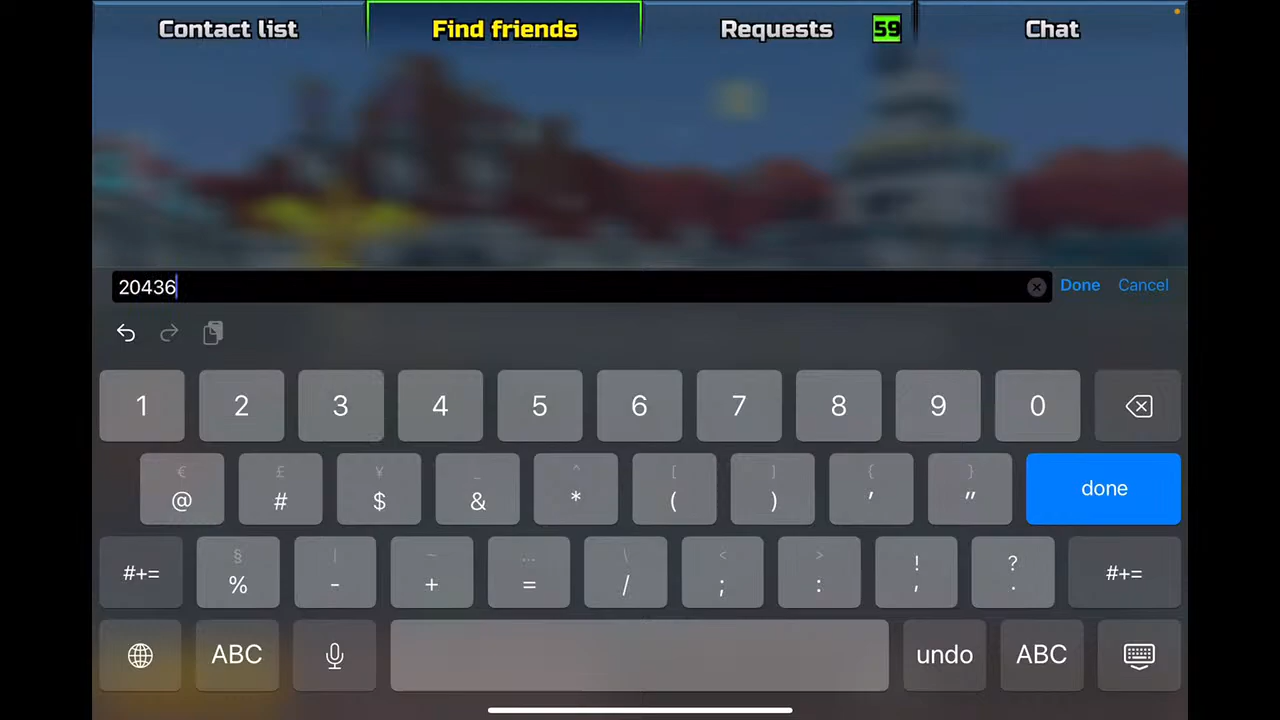 Contact list Find friends Requests 59 Chat
20436 Done Cancel
1 2 3 4 5 6 7 8 9 0
€ £ ¥ _ ^ [ ] { }
@ # $ & * ( ) ' " done
§ | ~ … \ < > ! ?
#+= % - + = / ; : , . #+=
ABC undo ABC